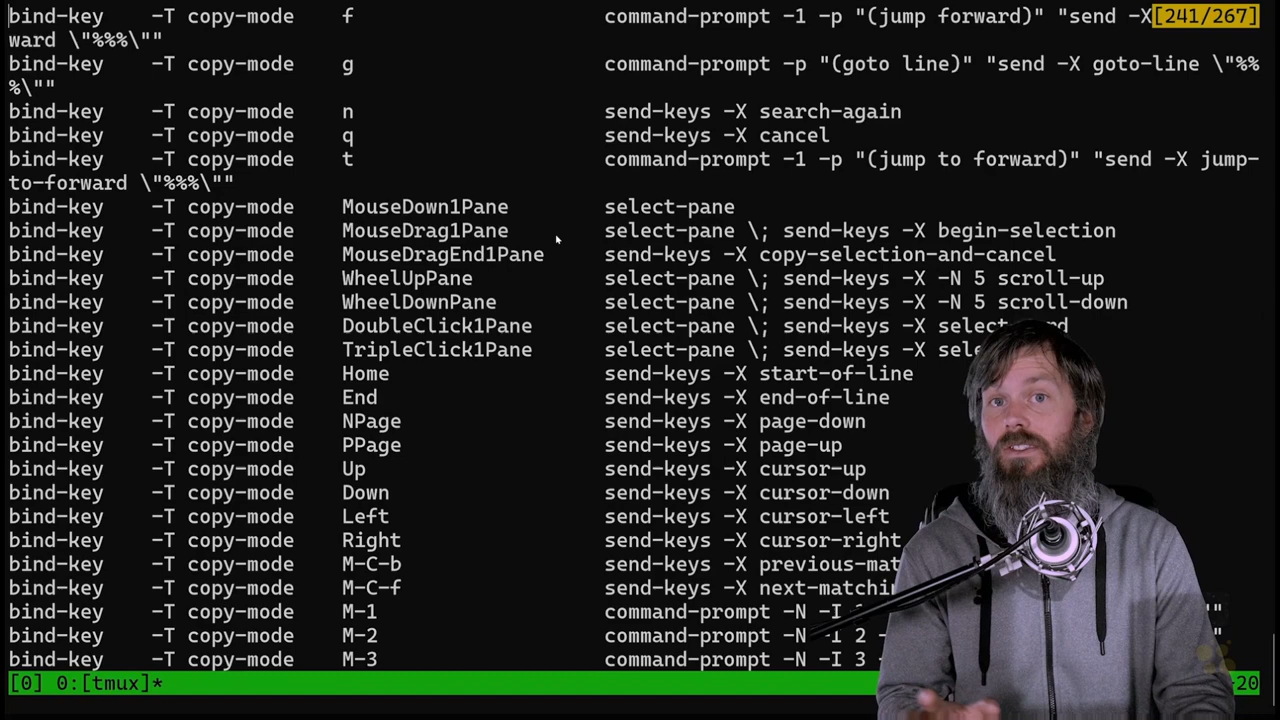 bind-key    -T copy-mode    f                     command-prompt -1 -p "(jump forward)" "send -X[241/267]
ward \"%%%\""
bind-key    -T copy-mode    g                     command-prompt -p "(goto line)" "send -X goto-line \"%%
%\""
bind-key    -T copy-mode    n                     send-keys -X search-again
bind-key    -T copy-mode    q                     send-keys -X cancel
bind-key    -T copy-mode    t                     command-prompt -1 -p "(jump to forward)" "send -X jump-
to-forward \"%%%\""
bind-key    -T copy-mode    MouseDown1Pane        select-pane
bind-key    -T copy-mode    MouseDrag1Pane        select-pane \; send-keys -X begin-selection
bind-key    -T copy-mode    MouseDragEnd1Pane     send-keys -X copy-selection-and-cancel
bind-key    -T copy-mode    WheelUpPane           select-pane \; send-keys -X -N 5 scroll-up
bind-key    -T copy-mode    WheelDownPane         select-pane \; send-keys -X -N 5 scroll-down
bind-key    -T copy-mode    DoubleClick1Pane      select-pane \; send-keys -X
bind-key    -T copy-mode    TripleClick1Pane      select-pane \; send-keys -X
bind-key    -T copy-mode    Home                  send-keys -X start-of-line
bind-key    -T copy-mode    End                   send-keys -X end-of-line
bind-key    -T copy-mode    NPage                 send-keys -X page-down
bind-key    -T copy-mode    PPage                 send-keys -X page-up
bind-key    -T copy-mode    Up                    send-keys -X cursor-up
bind-key    -T copy-mode    Down                  send-keys -X cursor-down
bind-key    -T copy-mode    Left                  send-keys -X cursor-left
bind-key    -T copy-mode    Right                 send-keys -X cursor-right
bind-key    -T copy-mode    M-C-b                 send-keys -X previous-mat
bind-key    -T copy-mode    M-C-f                 send-keys -X next-matchin
bind-key    -T copy-mode    M-1                   command-prompt -N -I
bind-key    -T copy-mode    M-2                   command-prompt -N -I 2
bind-key    -T copy-mode    M-3                   command-prompt -N -I 3
[0] 0:[tmux]* -20